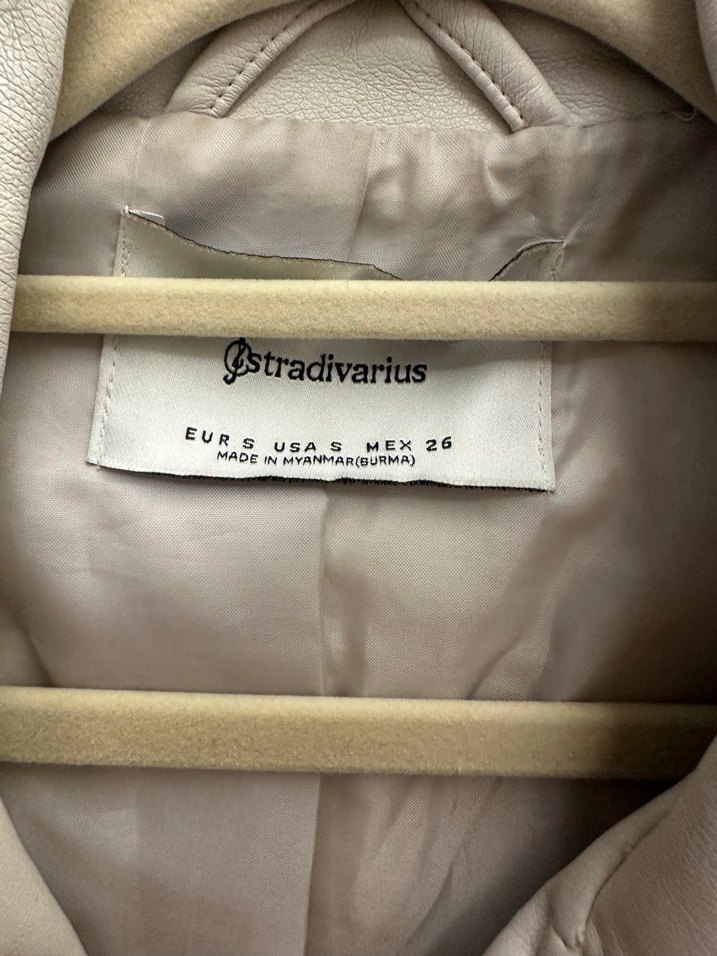 stradivarius
EUR S USA S MEX 26
MADE IN MYANMAR(BURMA)